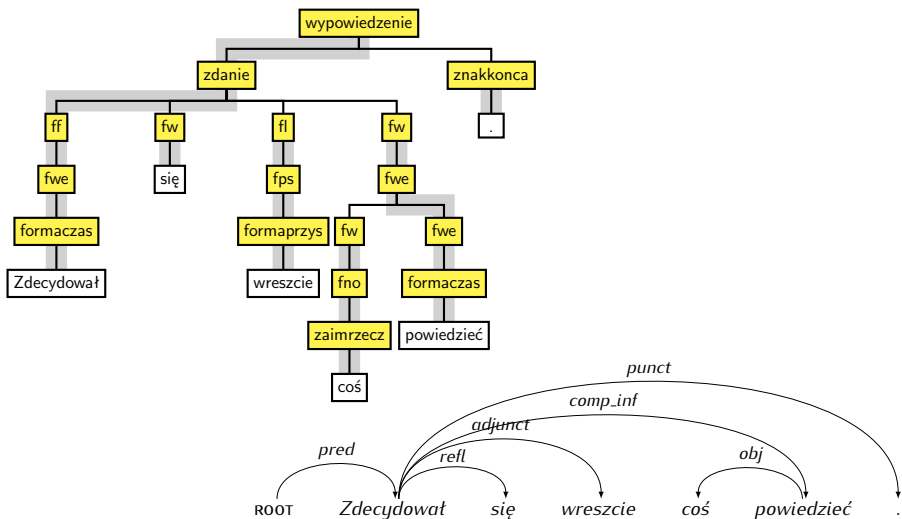 wypowiedzenie
zdanie znakkonca
ff fw fl fw .
fwe się fps fwe
formaczas formaprzys fw fwe
Zdecydował wreszcie fno formaczas
zaimrzecz powiedzieć
coś
punct
comp_inf
adjunct
pred refl obj
ROOT Zdecydował się wreszcie coś powiedzieć .